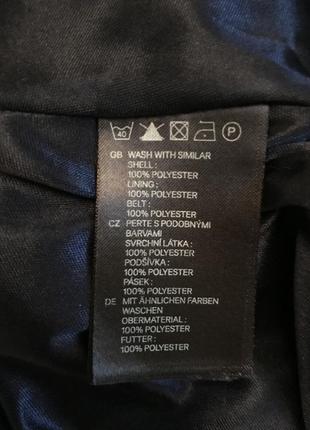 40 P
GB WASH WITH SIMILAR
SHELL:
100% POLYESTER
LINING:
100% POLYESTER
BELT:
100% POLYESTER
CZ PERTE S PODOBNÝMI
BARVAMI
SVRCHNÍ LÁTKA:
100% POLYESTER
PODŠÍVKA:
100% POLYESTER
PÁSEK:
100% POLYESTER
DE MIT ÄHNLICHEN FARBEN
WASCHEN
OBERMATERIAL:
100% POLYESTER
FUTTER:
100% POLYESTER